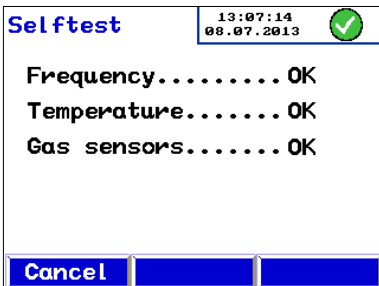 Selftest
13:07:14
08.07.2013
Frequency.........OK
Temperature.......OK
Gas sensors.......OK
Cancel